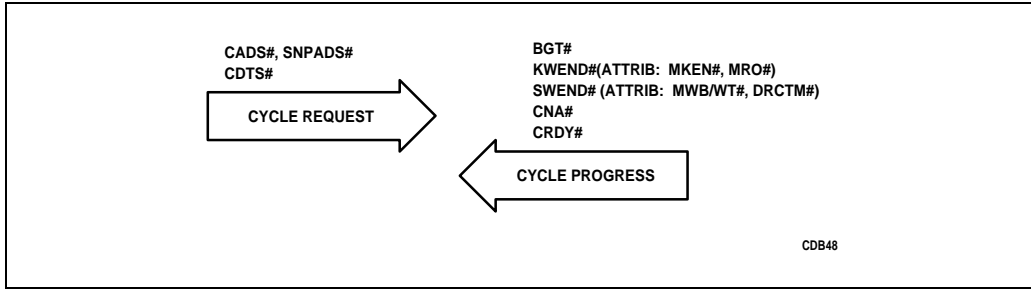 CADS#, SNPADS#
CDTS#
CYCLE REQUEST
BGT#
KWEND#(ATTRIB: MKEN#, MRO#)
SWEND# (ATTRIB: MWB/WT#, DRCTM#)
CNA#
CRDY#
CYCLE PROGRESS
CDB48